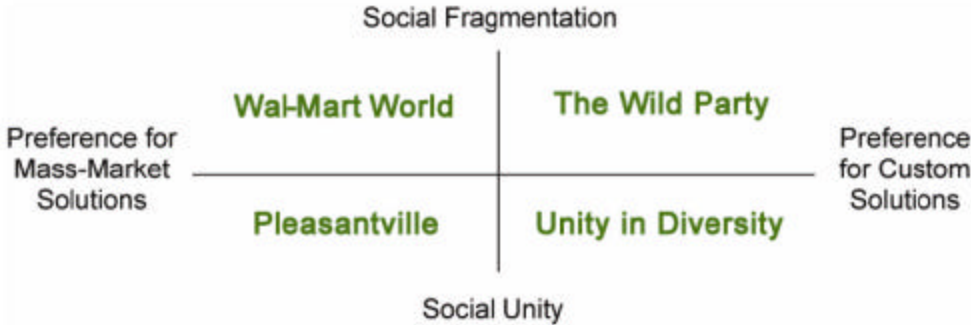 Social Fragmentation
Wal-Mart World
The Wild Party
Preference for
Mass-Market
Solutions
Preference
for Custom
Solutions
Pleasantville
Unity in Diversity
Social Unity